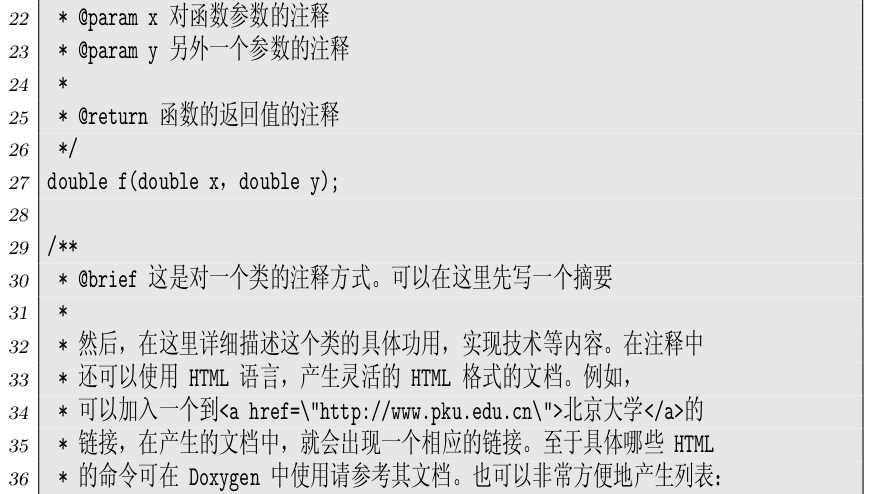 22 * @param x 对函数参数的注释
23 * @param y 另外一个参数的注释
24 *
25 * @return 函数的返回值的注释
26 */
27 double f(double x，double y);
28
29 /**
30 * @brief 这是对一个类的注释方式。可以在这里先写一个摘要
31 *
32 * 然后，在这里详细描述这个类的具体功用，实现技术等内容。在注释中
33 * 还可以使用 HTML 语言，产生灵活的 HTML 格式的文档。例如，
34 * 可以加入一个到<a href=\"http://www.pku.edu.cn\">北京大学</a>的
35 * 链接，在产生的文档中，就会出现一个相应的链接。至于具体哪些 HTML
36 * 的命令可在 Doxygen 中使用请参考其文档。也可以非常方便地产生列表：